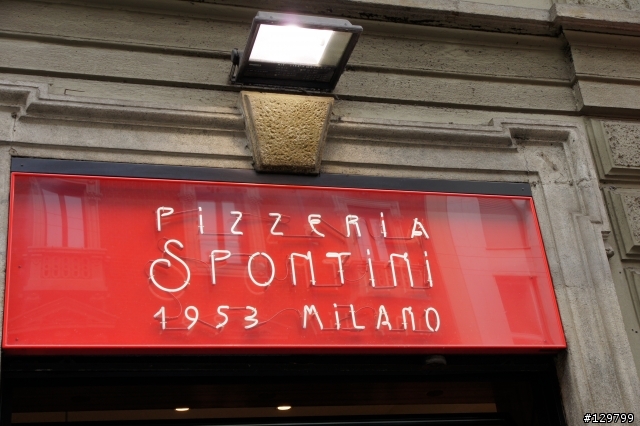 PIZZERIA
SPONTINI
1953 MILANO
#129799